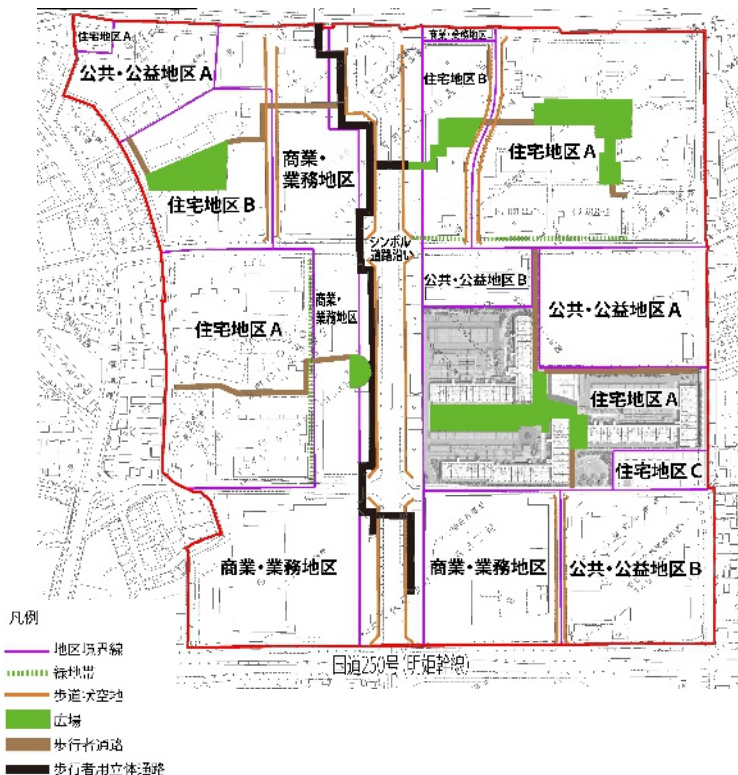 住宅地区A
公共・公益地区A
商業・業務地区
住宅地区B
商業・
業務地区
住宅地区A
住宅地区B
シンボル
道路沿い
公共・公益地区B
商業・
業務地区
公共・公益地区A
住宅地区A
住宅地区A
住宅地区C
商業・業務地区
商業・業務地区
公共・公益地区B
国道250号(明姫幹線)
凡例
地区境界線
緑地帯
歩道状空地
広場
歩行者通路
歩行者用立体通路